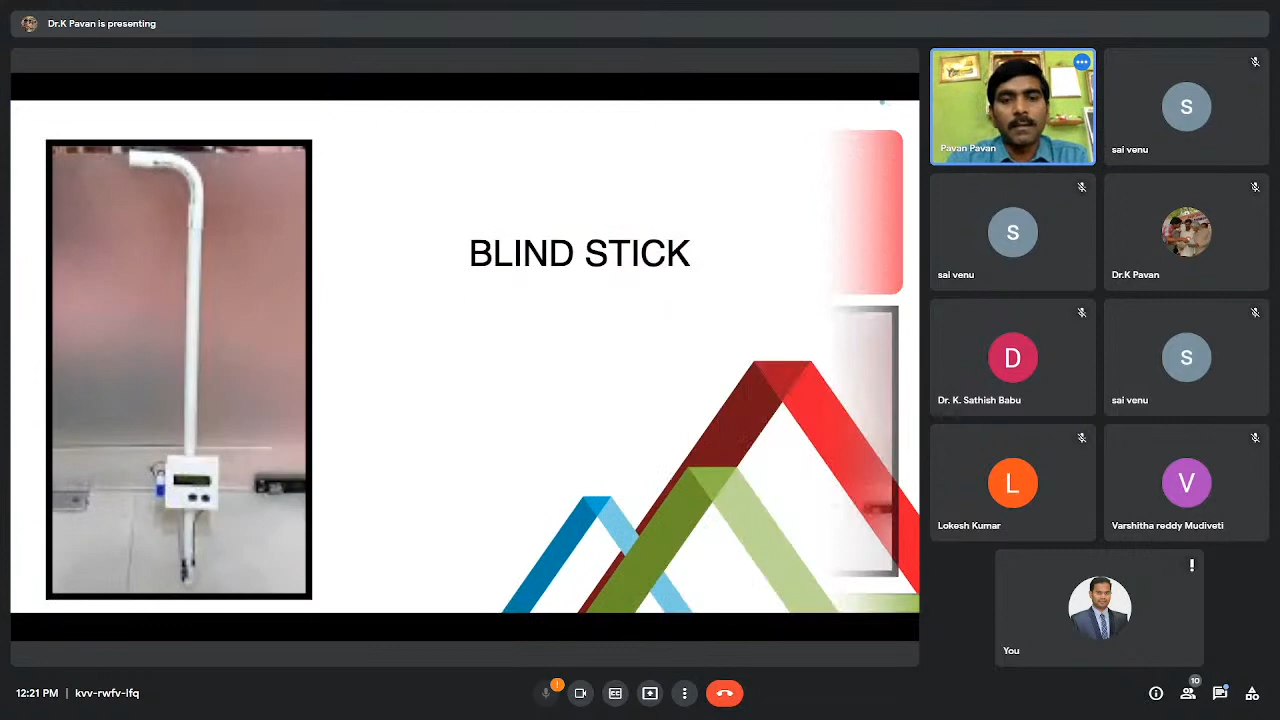 Dr.K Pavan is presenting
BLIND STICK
Pavan Pavan
S
sai venu
S
sai venu
Dr.K Pavan
D
Dr. K. Sathish Babu
S
sai venu
L
Lokesh Kumar
V
Varshitha reddy Mudiveti
You
12:21 PM | kvv-rwfv-ifq
10